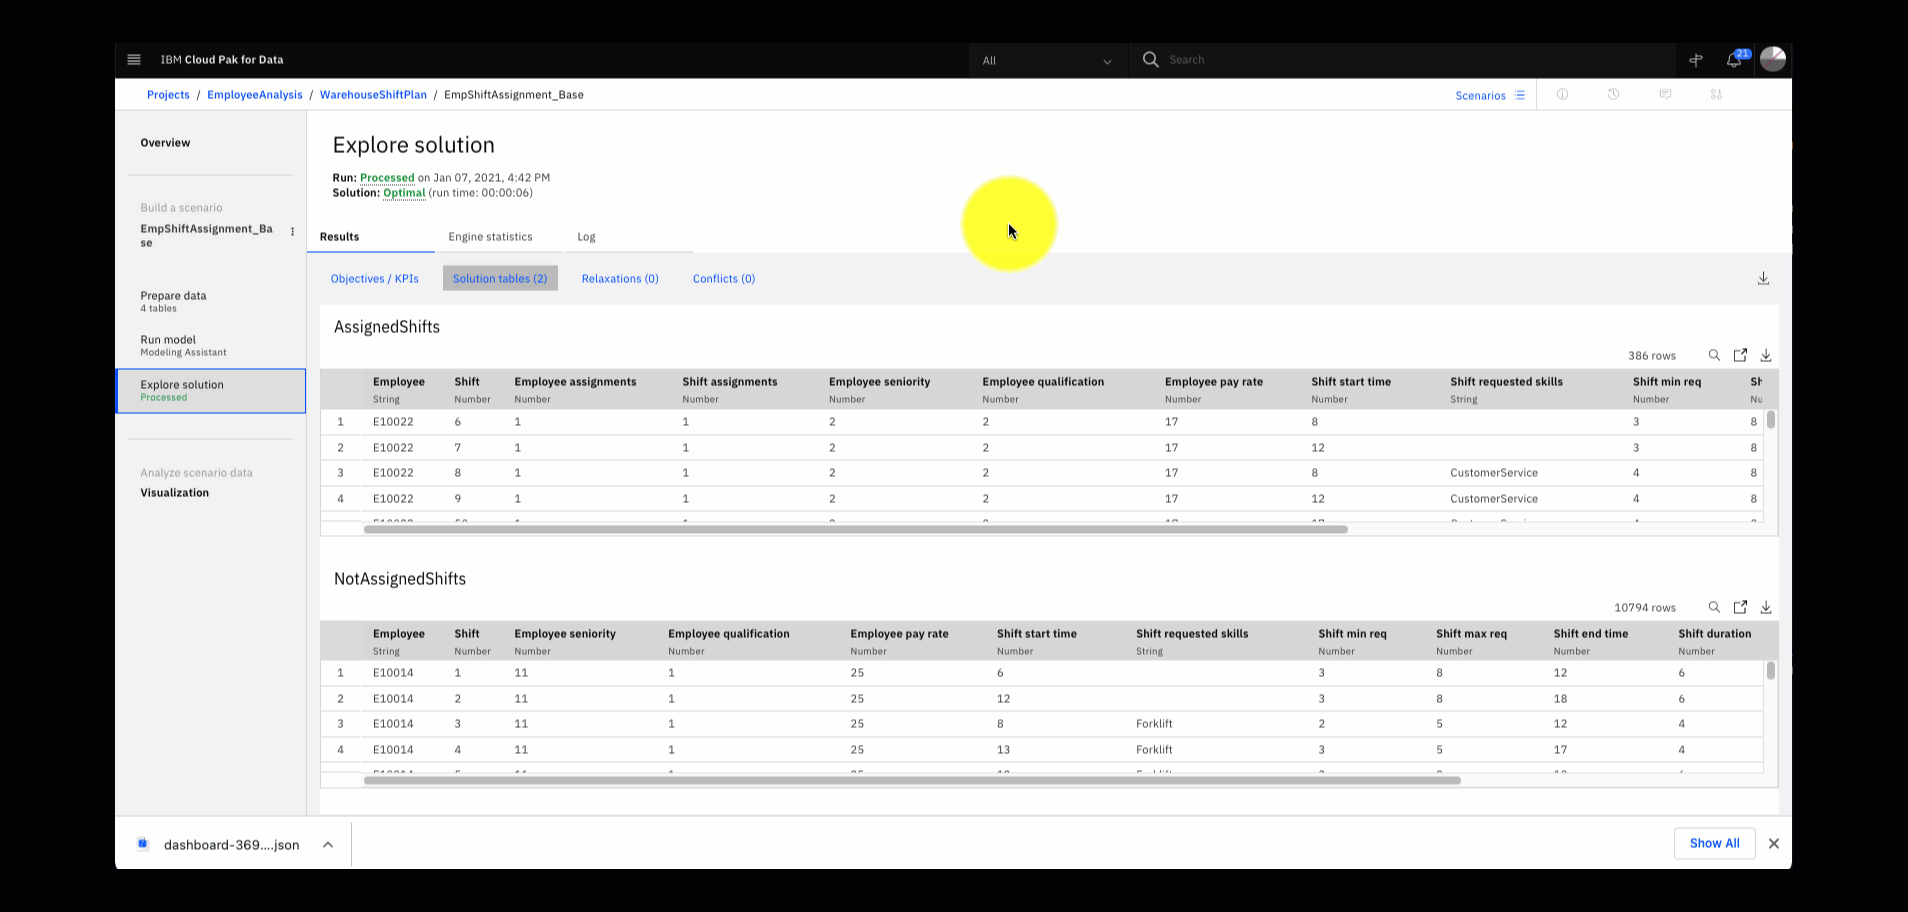 IBM Cloud Pak for Data
All
Search
21
Projects / EmployeeAnalysis / WarehouseShiftPlan / EmpShiftAssignment_Base
Scenarios
Overview
Build a scenario
EmpShiftAssignment_Ba
se
Prepare data
4 tables
Run model
Modeling Assistant
Explore solution
Processed
Analyze scenario data
Visualization
Explore solution
Run: Processed on Jan 07, 2021, 4:42 PM
Solution: Optimal (run time: 00:00:06)
Results Engine statistics Log
Objectives / KPIs Solution tables (2) Relaxations (0) Conflicts (0)
AssignedShifts
386 rows
Employee Shift Employee assignments Shift assignments Employee seniority Employee qualification Employee pay rate Shift start time Shift requested skills Shift min req Sh
String Number Number Number Number Number Number Number String Number Nu
1 E10022 6 1 1 2 2 17 8 3 8
2 E10022 7 1 1 2 2 17 12 3 8
3 E10022 8 1 1 2 2 17 8 CustomerService 4 8
4 E10022 9 1 1 2 2 17 12 CustomerService 4 8
NotAssignedShifts
10794 rows
Employee Shift Employee seniority Employee qualification Employee pay rate Shift start time Shift requested skills Shift min req Shift max req Shift end time Shift duration
String Number Number Number Number Number String Number Number Number Number
1 E10014 1 11 1 25 6 3 8 12 6
2 E10014 2 11 1 25 12 3 8 18 6
3 E10014 3 11 1 25 8 Forklift 2 5 12 4
4 E10014 4 11 1 25 13 Forklift 3 5 17 4
dashboard-369....json
Show All